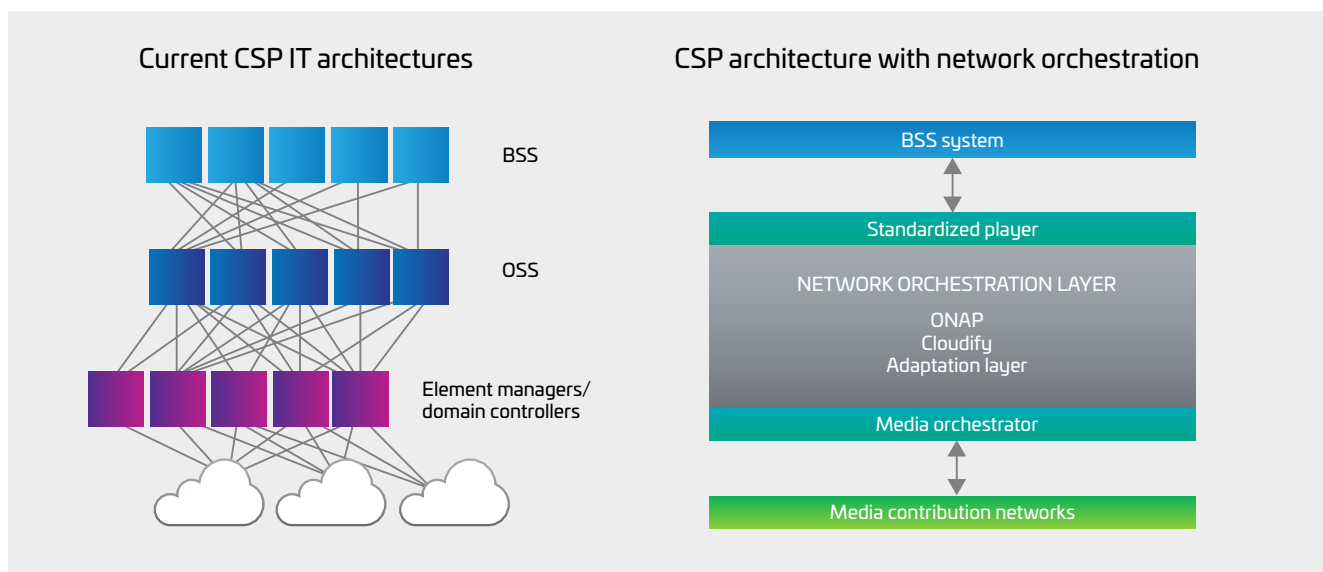 Current CSP IT architectures
BSS
OSS
Element managers/
domain controllers
CSP architecture with network orchestration
BSS system
Standardized player
NETWORK ORCHESTRATION LAYER
ONAP
Cloudify
Adaptation layer
Media orchestrator
Media contribution networks